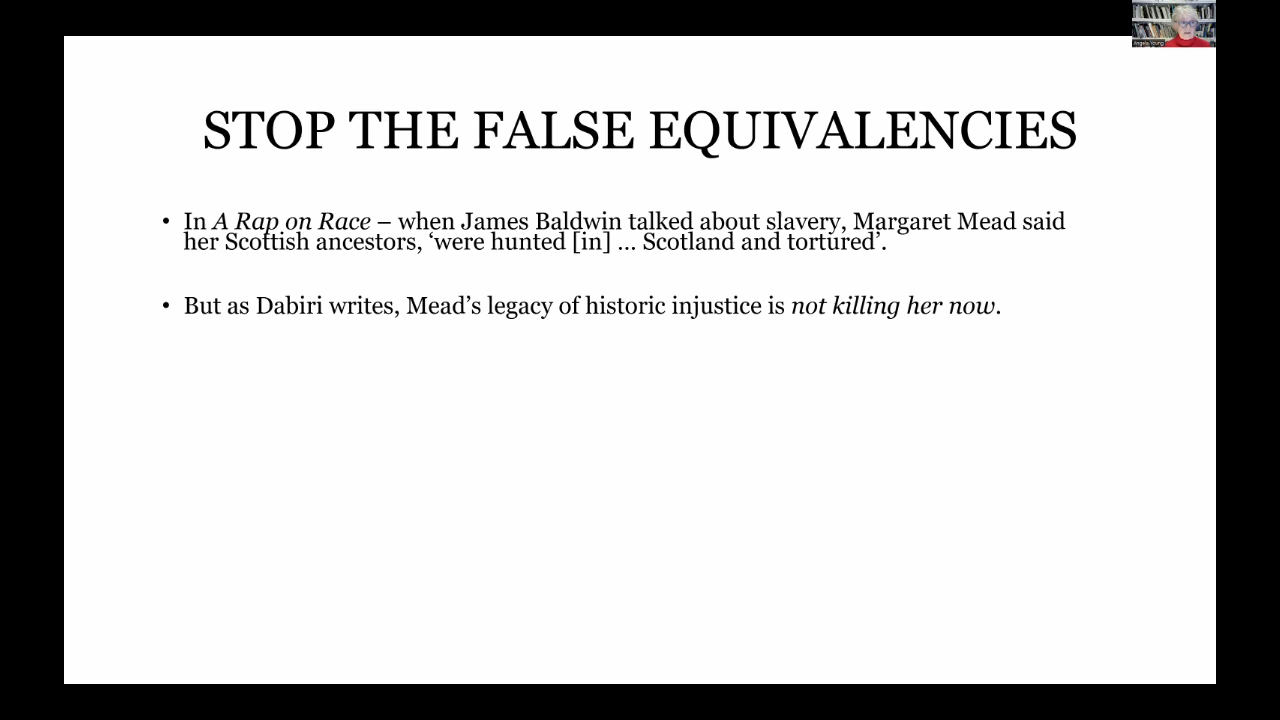 Angela Young
STOP THE FALSE EQUIVALENCIES
• In A Rap on Race – when James Baldwin talked about slavery, Margaret Mead said
her Scottish ancestors, ‘were hunted [in] ... Scotland and tortured’.
• But as Dabiri writes, Mead’s legacy of historic injustice is not killing her now.